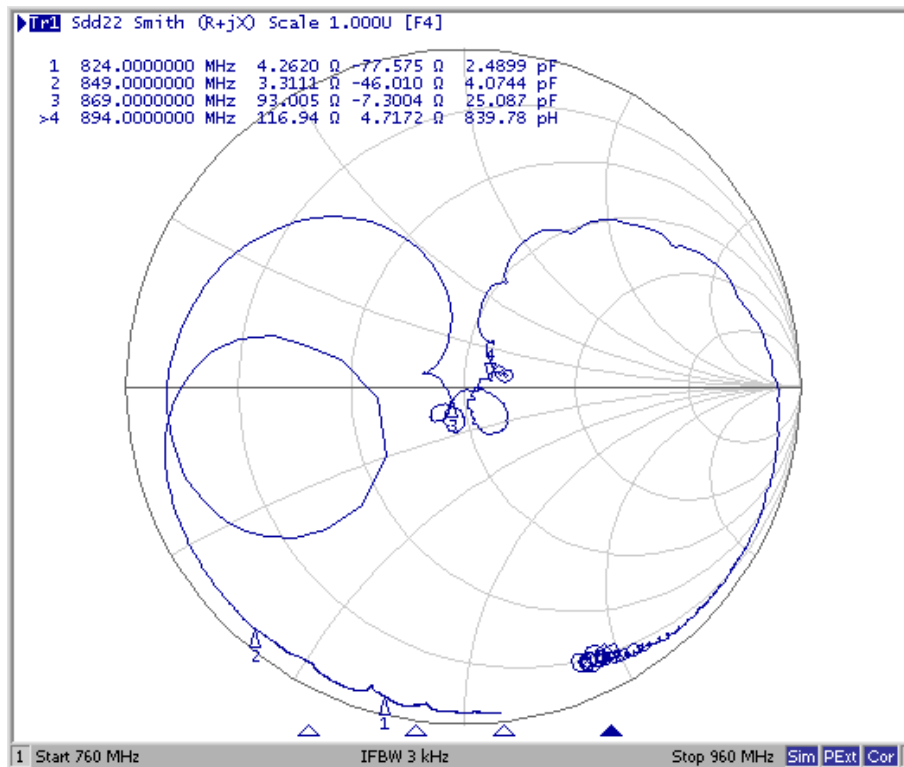 Tr1 Sdd22 Smith (R+jX) Scale 1.000U [F4]
1 824.0000000 MHz 4.2620 Ω -77.575 Ω 2.4899 pF
2 849.0000000 MHz 3.3111 Ω -46.010 Ω 4.0744 pF
3 869.0000000 MHz 93.005 Ω -7.3004 Ω 25.087 pF
>4 894.0000000 MHz 116.94 Ω 4.7172 Ω 839.78 pH
4
3
2
1
1 Start 760 MHz IFBW 3 kHz Stop 960 MHz Sim PExt Cor